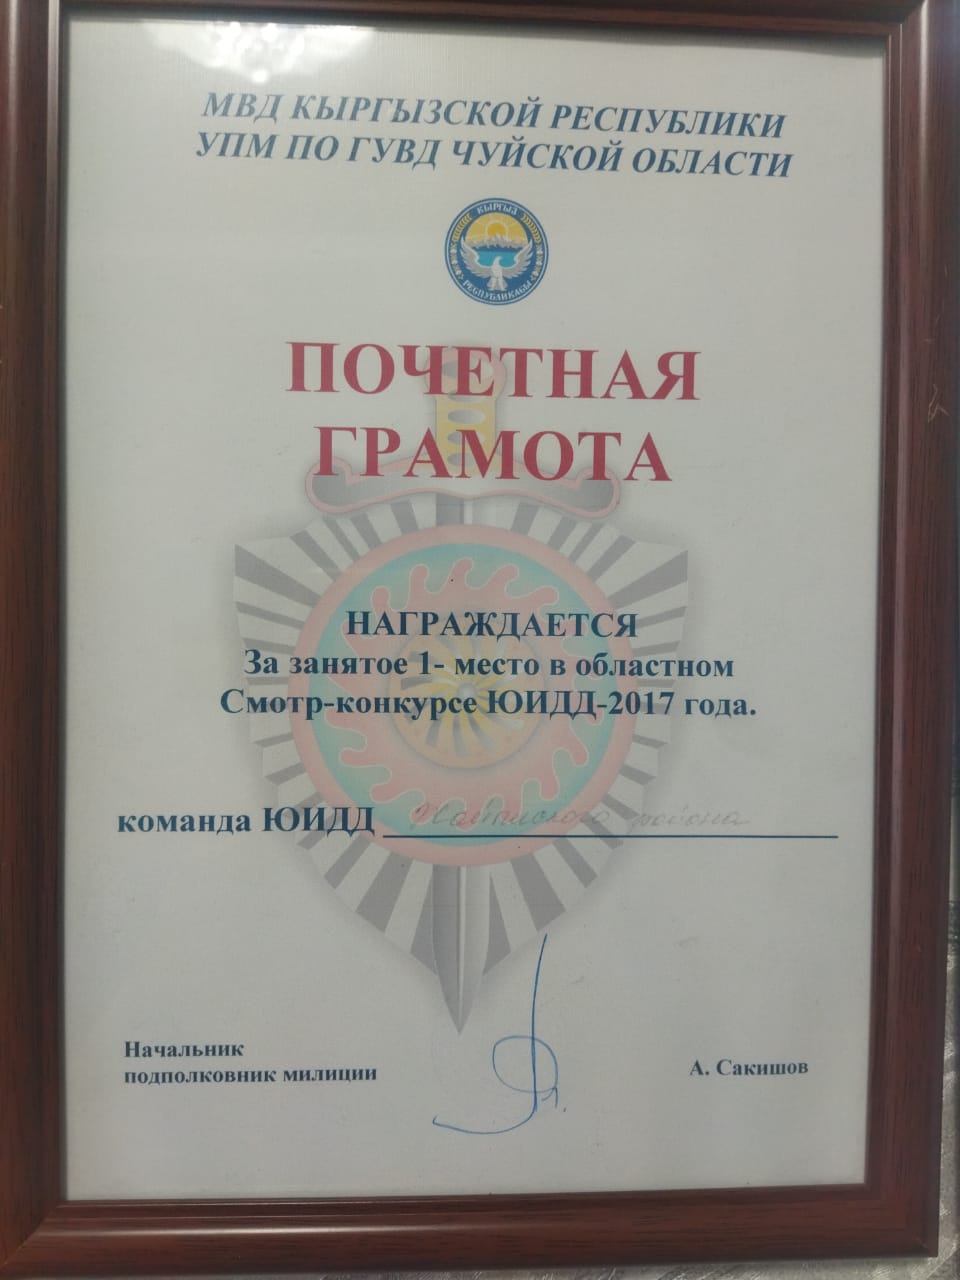 МВД КЫРГЫЗСКОЙ РЕСПУБЛИКИ
УПМ ПО ГУВД ЧУЙСКОЙ ОБЛАСТИ
КЫРГЫЗ
РЕСПУБЛИКАСЫ
ПОЧЕТНАЯ
ГРАМОТА
НАГРАЖДАЕТСЯ
За занятое 1- место в областном
Смотр-конкурсе ЮИДД-2017 года.
команда ЮИДД района
Начальник
подполковник милиции
А. Сакишов